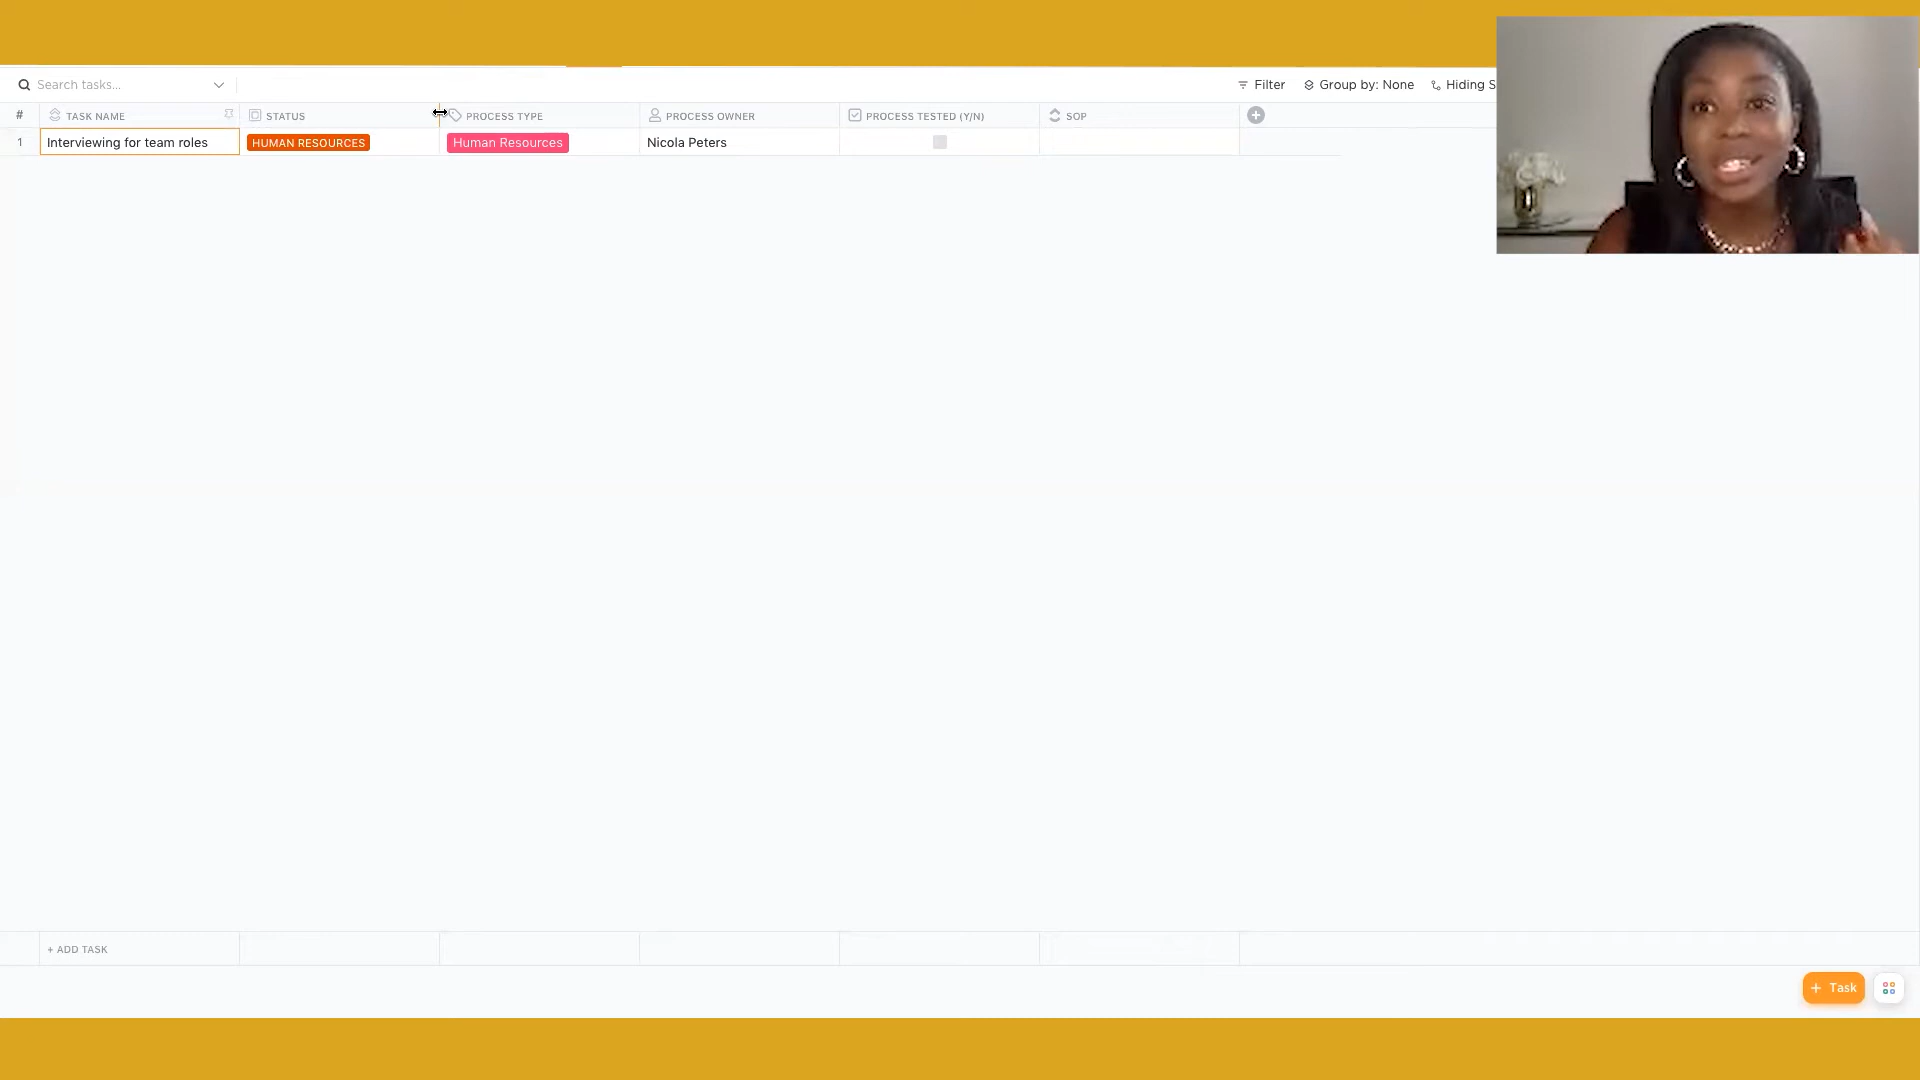 Search tasks...
Filter
Group by: None
Hiding S
#
TASK NAME
STATUS
PROCESS TYPE
PROCESS OWNER
PROCESS TESTED (Y/N)
SOP
1
Interviewing for team roles
HUMAN RESOURCES
Human Resources
Nicola Peters
+ ADD TASK
+ Task